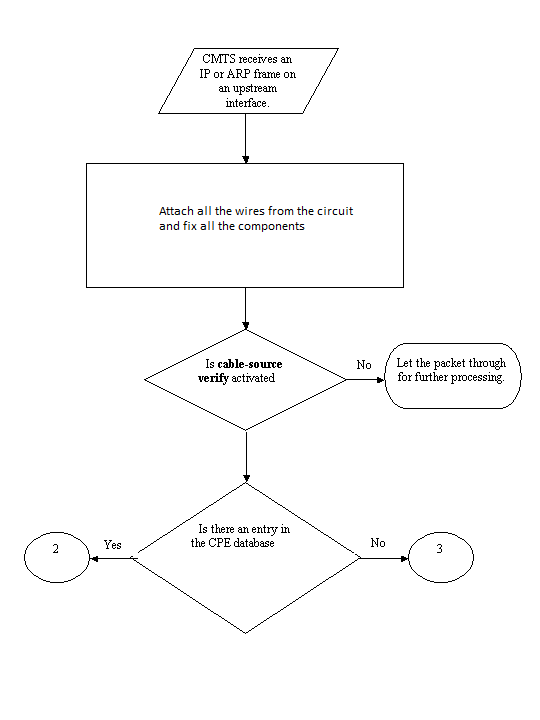 CMTS receives an
IP or ARP frame on
an upstream
interface.
Attach all the wires from the circuit
and fix all the components
Is cable-source
verify activated
No
Let the packet through
for further processing.
Is there an entry in
the CPE database
Yes
2
No
3